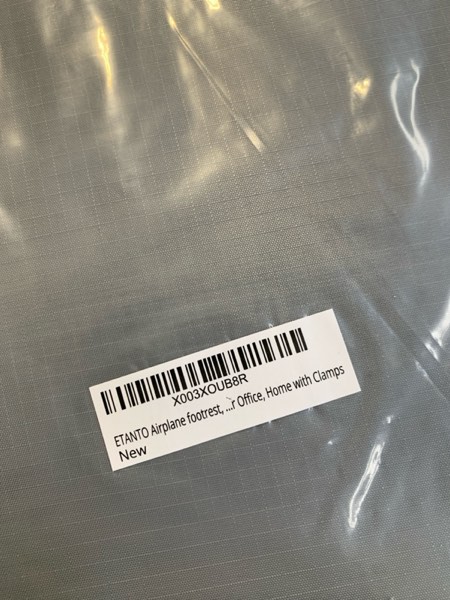 X003XOUB8R
ETANTO Airplane footrest, ...r Office, Home with Clamps
New